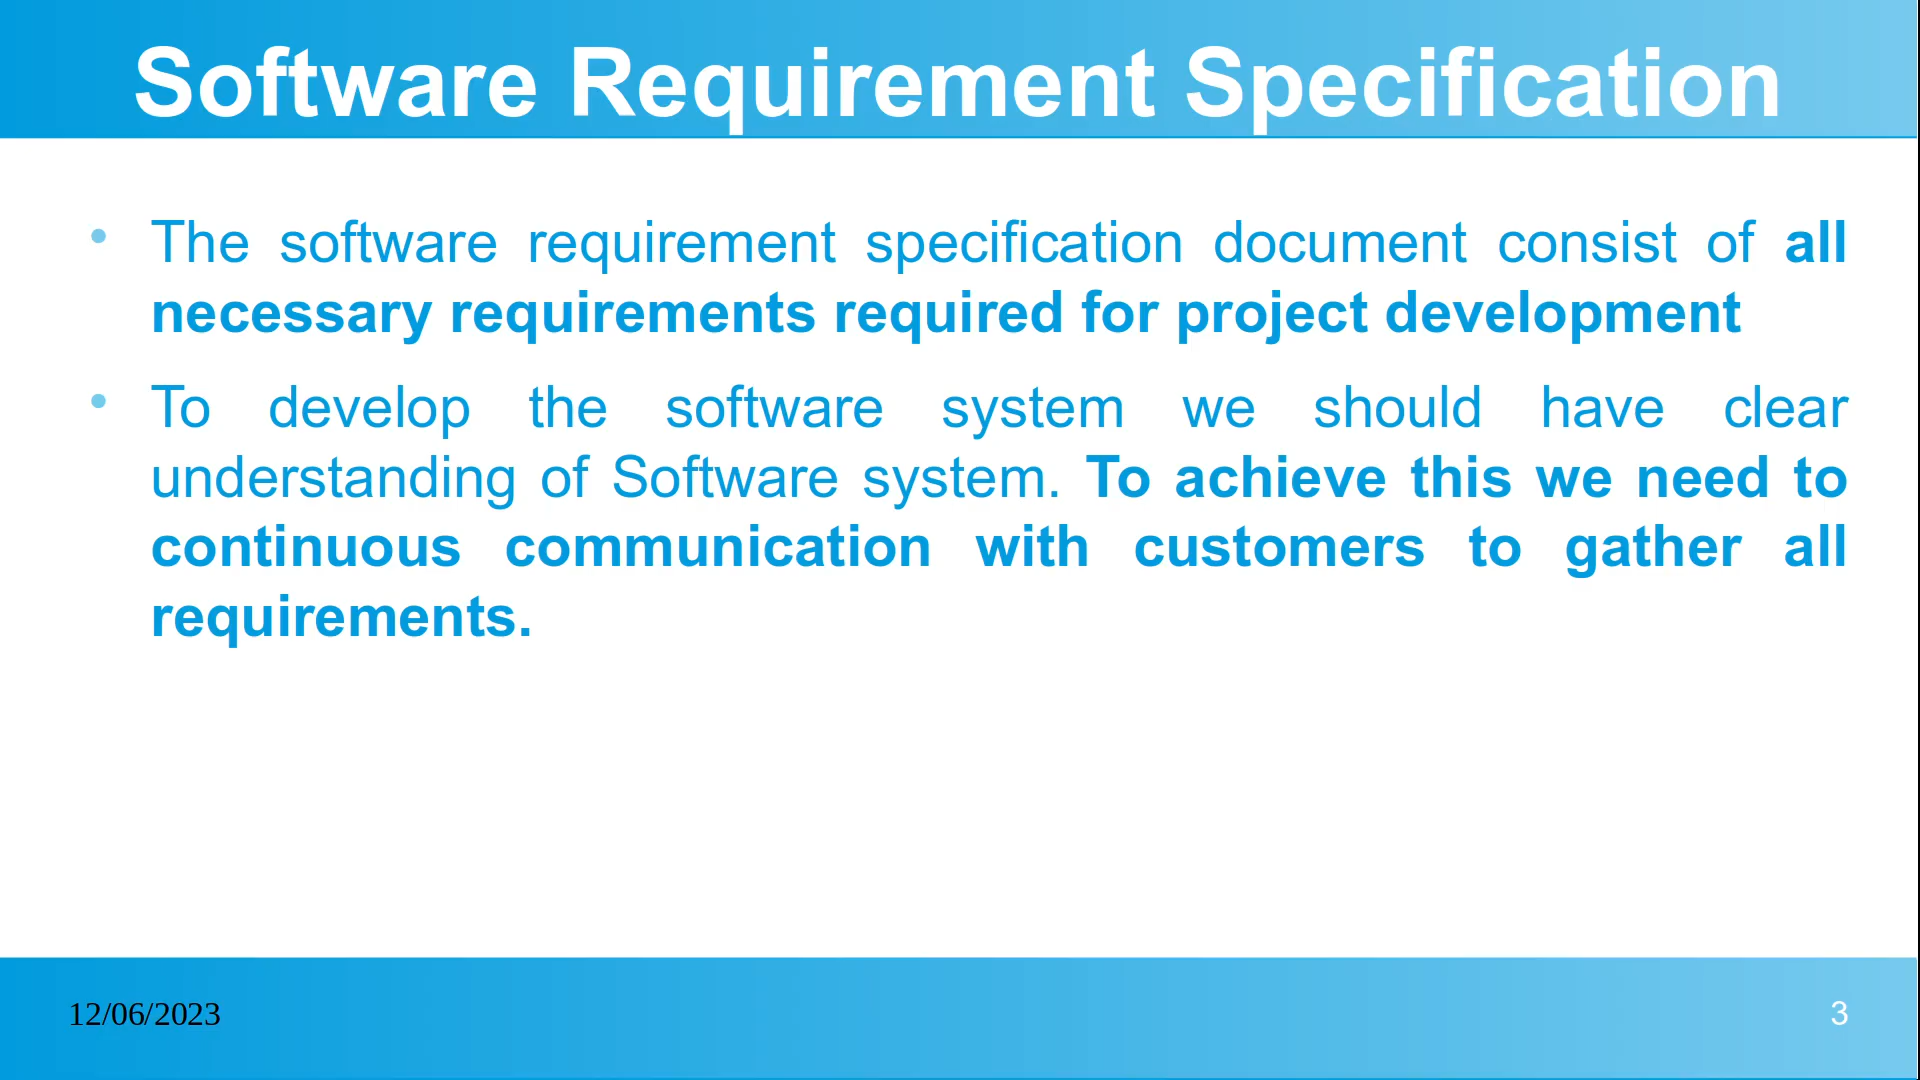 Software Requirement Specification
• The software requirement specification document consist of all
necessary requirements required for project development
• To develop the software system we should have clear
understanding of Software system. To achieve this we need to
continuous communication with customers to gather all
requirements.
12/06/2023
3